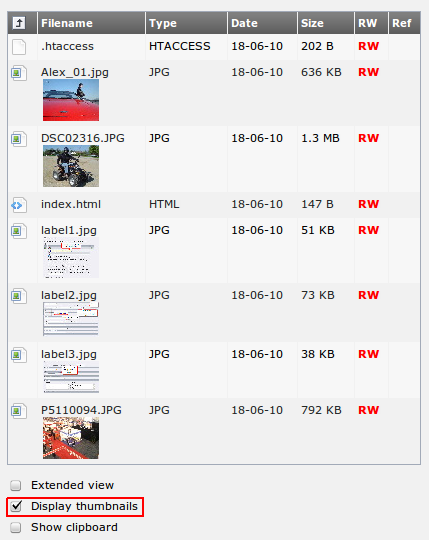 Filename Type Date Size RW Ref
.htaccess HTACCESS 18-06-10 202 B RW
Alex_01.jpg JPG 18-06-10 636 KB RW
DSC02316.JPG JPG 18-06-10 1.3 MB RW
index.html HTML 18-06-10 147 B RW
label1.jpg JPG 18-06-10 51 KB RW
label2.jpg JPG 18-06-10 73 KB RW
label3.jpg JPG 18-06-10 38 KB RW
P5110094.JPG JPG 18-06-10 792 KB RW
Extended view
Display thumbnails
Show clipboard